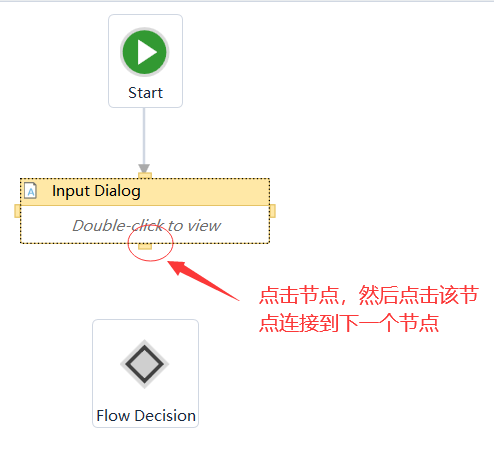 Start
A
Input Dialog
Double-click to view
点击节点，然后点击该节
点连接到下一个节点
Flow Decision